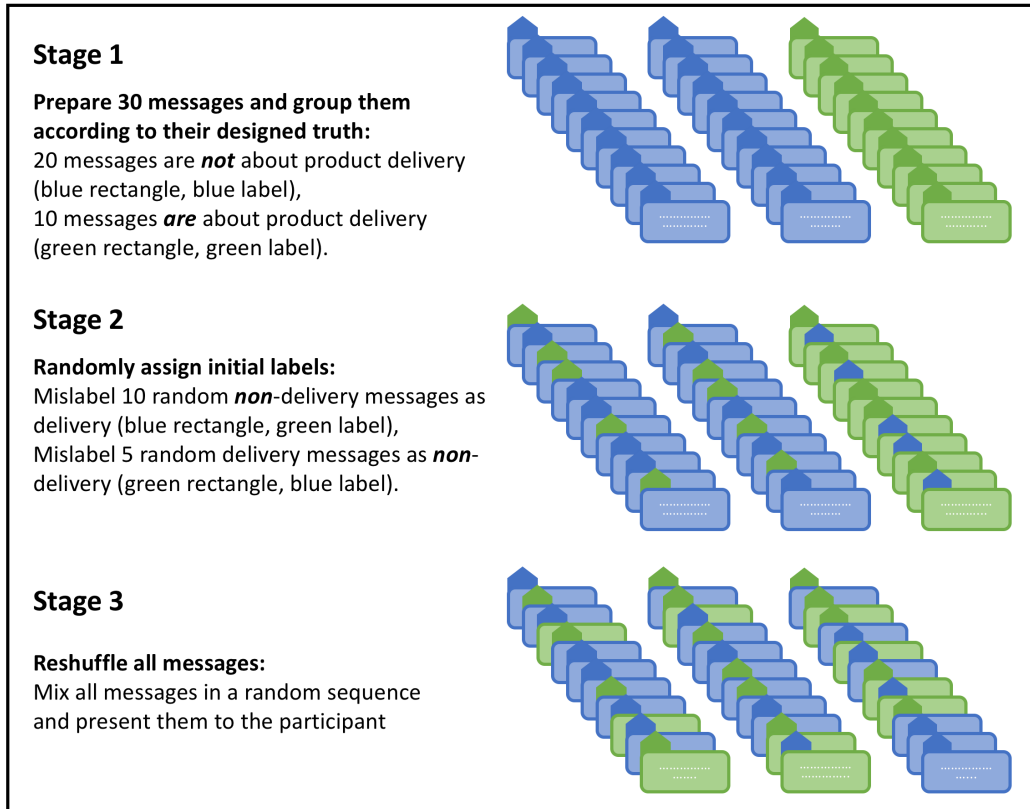 Stage 1
Prepare 30 messages and group them
according to their designed truth:
20 messages are not about product delivery
(blue rectangle, blue label),
10 messages are about product delivery
(green rectangle, green label).
Stage 2
Randomly assign initial labels:
Mislabel 10 random non-delivery messages as
delivery (blue rectangle, green label),
Mislabel 5 random delivery messages as non-
delivery (green rectangle, blue label).
Stage 3
Reshuffle all messages:
Mix all messages in a random sequence
and present them to the participant